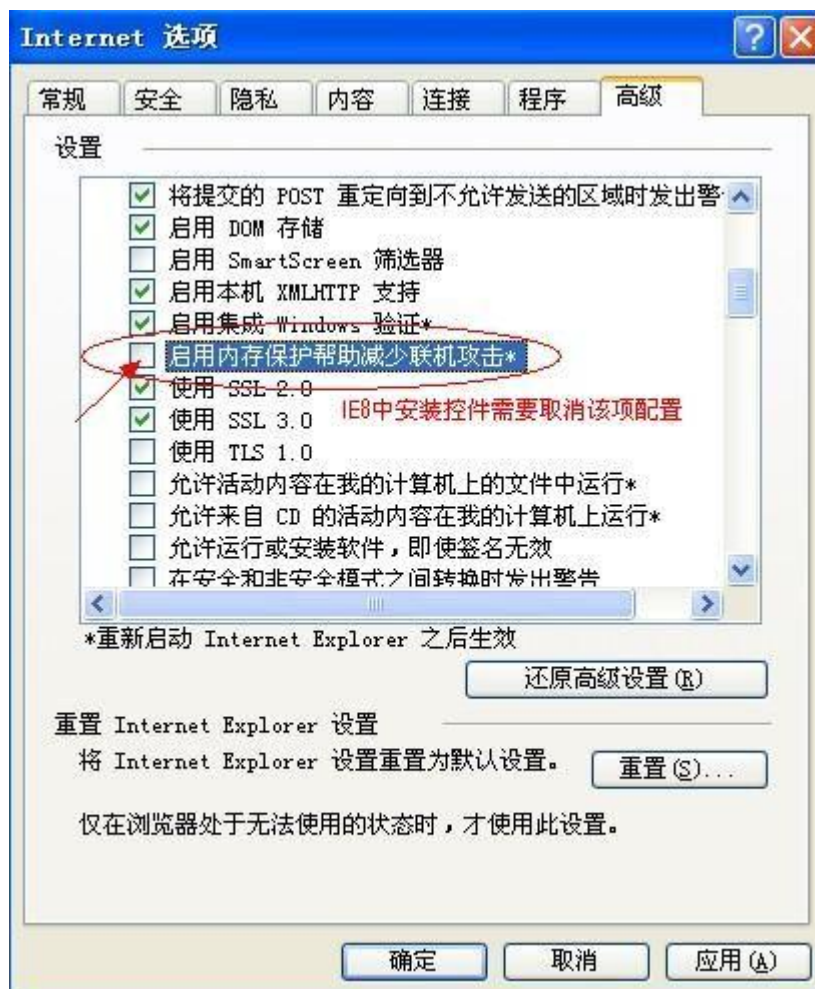 Internet 选项
常规 安全 隐私 内容 连接 程序 高级
设置
将提交的 POST 重定向到不允许发送的区域时发出警
启用 DOM 存储
启用 SmartScreen 筛选器
启用本机 XMLHTTP 支持
启用集成 Windows 验证*
启用内存保护帮助减少联机攻击*
使用 SSL 2.0
使用 SSL 3.0
IE8中安装控件需要取消该项配置
使用 TLS 1.0
允许活动内容在我的计算机上的文件中运行*
允许来自 CD 的活动内容在我的计算机上运行*
允许运行或安装软件，即使签名无效
在安全和非安全模式之间转换时发出警告
*重新启动 Internet Explorer 之后生效
还原高级设置(R)
重置 Internet Explorer 设置
将 Internet Explorer 设置重置为默认设置。
重置(S)...
仅在浏览器处于无法使用的状态时，才使用此设置。
确定 取消 应用(A)